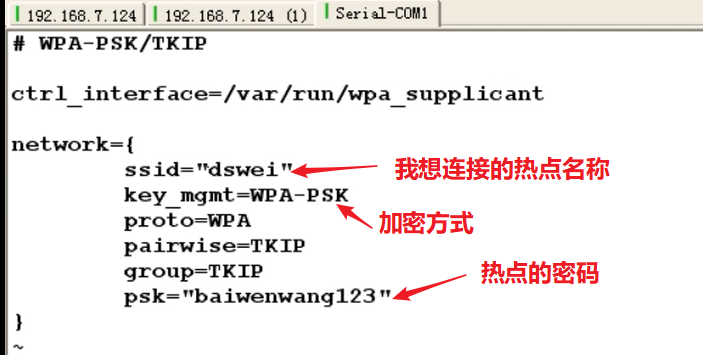 192.168.7.124 192.168.7.124 (1) Serial-COM1
# WPA-PSK/TKIP
ctrl_interface=/var/run/wpa_supplicant
network={
ssid="dswei" 我想连接的热点名称
key_mgmt=WPA-PSK
proto=WPA 加密方式
pairwise=TKIP
group=TKIP 热点的密码
psk="baiwenwang123"
}
~